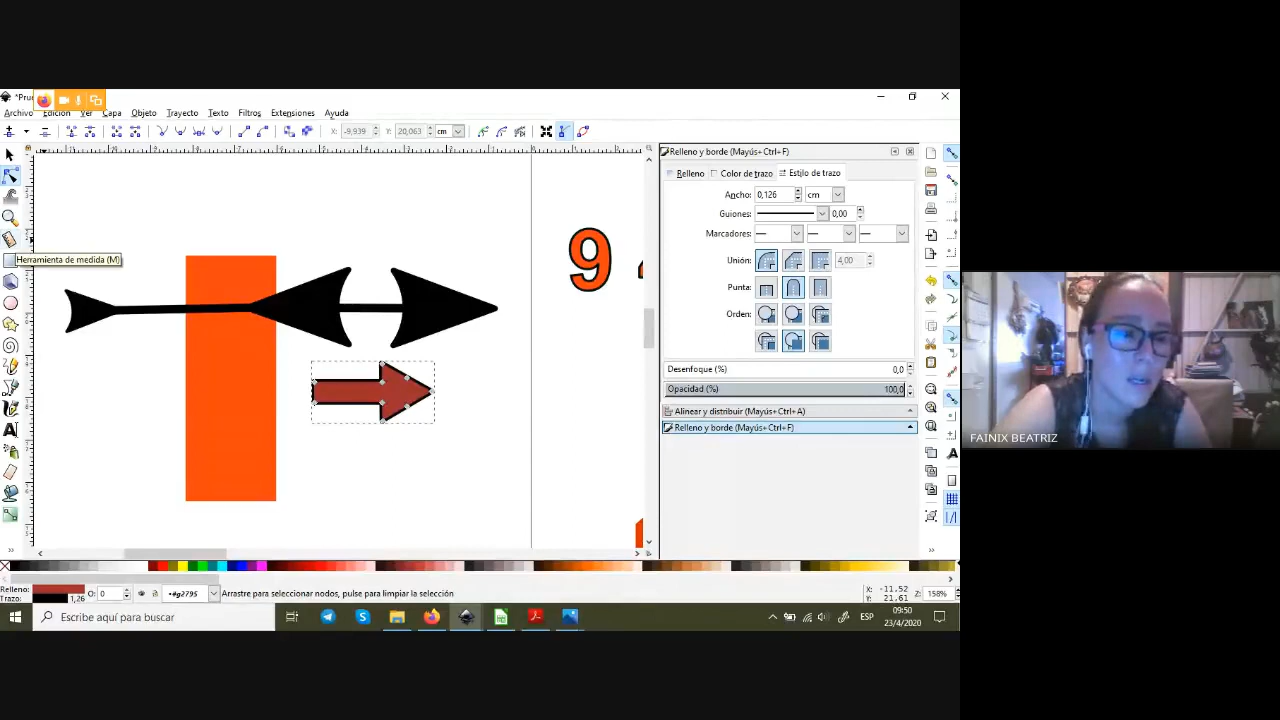 *Pru
Archivo Edición Ver Capa Objeto Trayecto Texto Filtros Extensiones Ayuda
X: -9,939 Y: 20,063 cm
Relleno y borde (Mayús+Ctrl+F)
Relleno Color de trazo Estilo de trazo
Ancho: 0,126 cm
Guiones: 0,00
Marcadores:
Unión: 4,00
Punta:
Orden:
Desenfoque (%) 0,0
Opacidad (%) 100,0
Alinear y distribuir (Mayús+Ctrl+A)
Relleno y borde (Mayús+Ctrl+F)
Herramienta de medida (M)
9
FAINIX BEATRIZ
Relleno:
Trazo: 1,26
O: 0
•#g2795
Arrastre para seleccionar nodos, pulse para limpiar la selección
X: -11.52
Y: 21.61
Z: 158%
Escribe aquí para buscar
ESP
09:50
23/4/2020